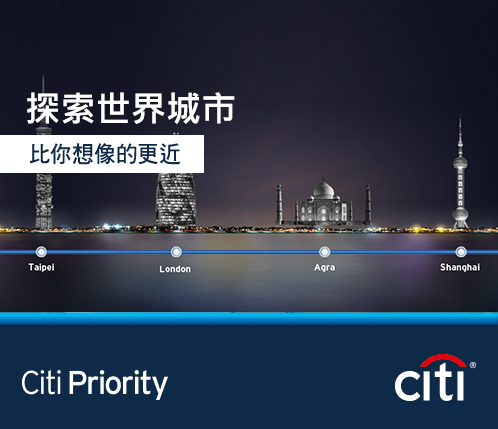 探索世界城市
比你想像的更近
Taipei
London
Agra
Shanghai
Citi Priority
citi®